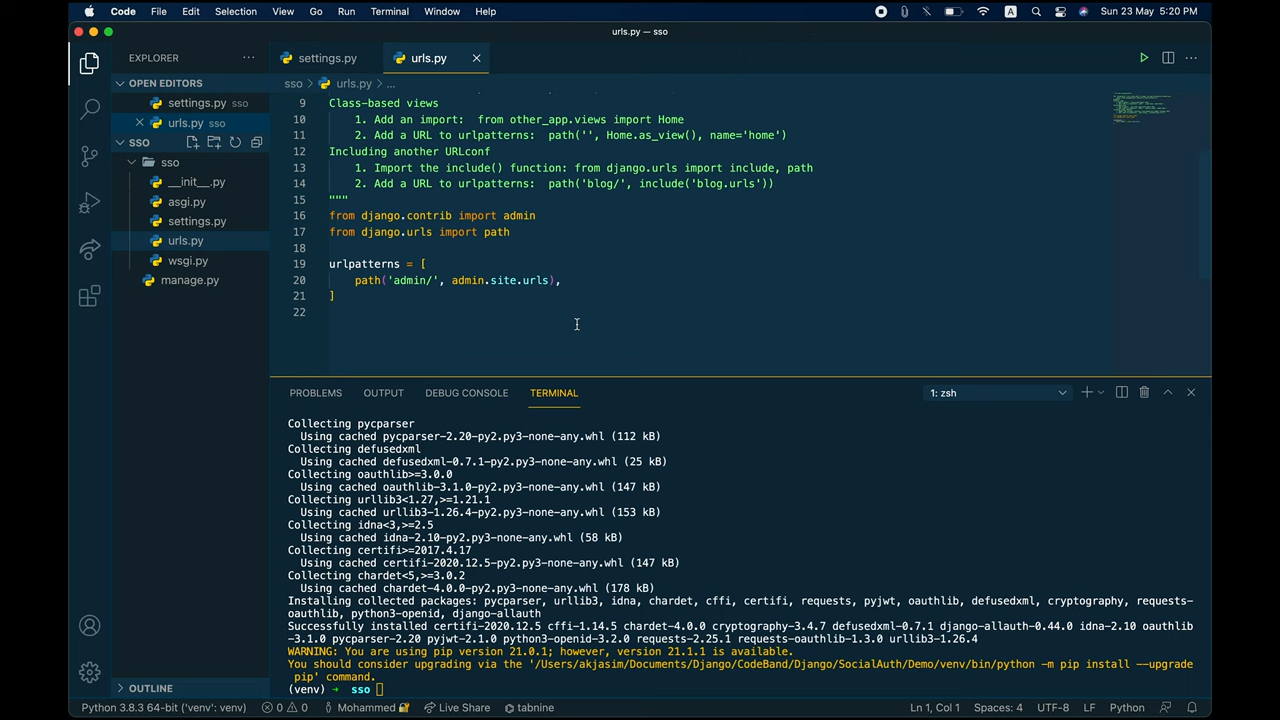 Code File Edit Selection View Go Run Terminal Window Help
A Sun 23 May 5:20 PM
urls.py — sso
EXPLORER ···
OPEN EDITORS
settings.py sso
urls.py sso
SSO
sso
__init__.py
asgi.py
settings.py
urls.py
wsgi.py
manage.py
OUTLINE
settings.py
urls.py
sso > urls.py > ...
9 Class-based views
10 1. Add an import: from other_app.views import Home
11 2. Add a URL to urlpatterns: path('', Home.as_view(), name='home')
12 Including another URLconf
13 1. Import the include() function: from django.urls import include, path
14 2. Add a URL to urlpatterns: path('blog/', include('blog.urls'))
15 """
16 from django.contrib import admin
17 from django.urls import path
18
19 urlpatterns = [
20 path('admin/', admin.site.urls),
21 ]
22
PROBLEMS OUTPUT DEBUG CONSOLE TERMINAL
1: zsh
Collecting pycparser
Using cached pycparser-2.20-py2.py3-none-any.whl (112 kB)
Collecting defusedxml
Using cached defusedxml-0.7.1-py2.py3-none-any.whl (25 kB)
Collecting oauthlib>=3.0.0
Using cached oauthlib-3.1.0-py2.py3-none-any.whl (147 kB)
Collecting urllib3<1.27,>=1.21.1
Using cached urllib3-1.26.4-py2.py3-none-any.whl (153 kB)
Collecting idna<3,>=2.5
Using cached idna-2.10-py2.py3-none-any.whl (58 kB)
Collecting certifi>=2017.4.17
Using cached certifi-2020.12.5-py2.py3-none-any.whl (147 kB)
Collecting chardet<5,>=3.0.2
Using cached chardet-4.0.0-py2.py3-none-any.whl (178 kB)
Installing collected packages: pycparser, urllib3, idna, chardet, cffi, certifi, requests, pyjwt, oauthlib, defusedxml, cryptography, requests-
oauthlib, python3-openid, django-allauth
Successfully installed certifi-2020.12.5 cffi-1.14.5 chardet-4.0.0 cryptography-3.4.7 defusedxml-0.7.1 django-allauth-0.44.0 idna-2.10 oauthlib
-3.1.0 pycparser-2.20 pyjwt-2.1.0 python3-openid-3.2.0 requests-2.25.1 requests-oauthlib-1.3.0 urllib3-1.26.4
WARNING: You are using pip version 21.0.1; however, version 21.1.1 is available.
You should consider upgrading via the '/Users/akjasim/Documents/Django/CodeBand/Django/SocialAuth/Demo/venv/bin/python -m pip install --upgrade
pip' command.
(venv) → sso
Python 3.8.3 64-bit ('venv': venv) 0 0 Mohammed Live Share tabnine Ln 1, Col 1 Spaces: 4 UTF-8 LF Python